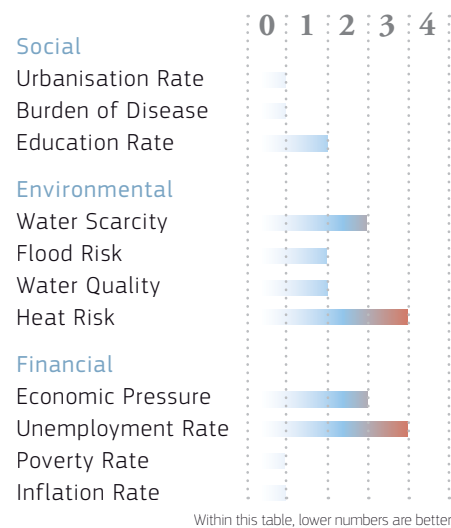 0 1 2 3 4
Social
Urbanisation Rate
Burden of Disease
Education Rate
Environmental
Water Scarcity
Flood Risk
Water Quality
Heat Risk
Financial
Economic Pressure
Unemployment Rate
Poverty Rate
Inflation Rate
Within this table, lower numbers are better